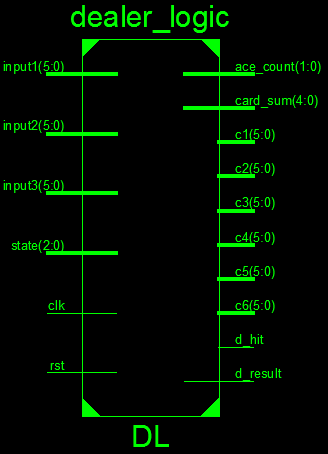 dealer_logic
input1(5:0)
input2(5:0)
input3(5:0)
state(2:0)
clk
rst
ace_count(1:0)
card_sum(4:0)
c1(5:0)
c2(5:0)
c3(5:0)
c4(5:0)
c5(5:0)
c6(5:0)
d_hit
d_result
DL